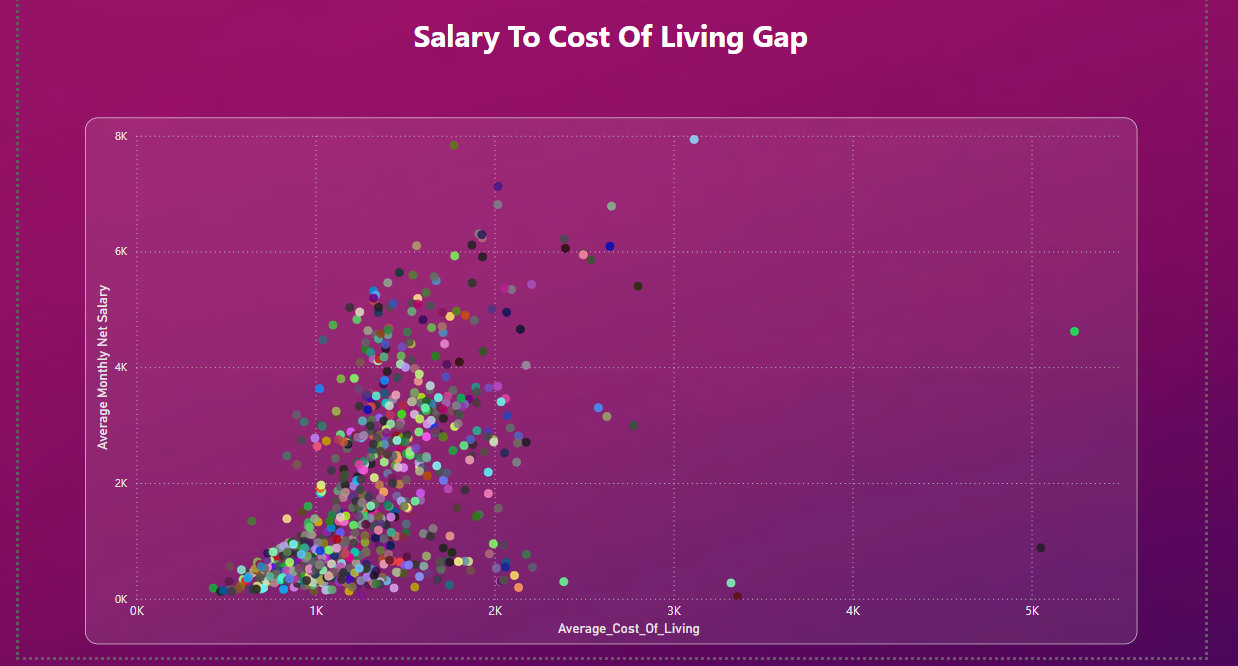 Salary To Cost Of Living Gap
8K
6K
4K
2K
0K
Average Monthly Net Salary
0K 1K 2K 3K 4K 5K
Average_Cost_Of_Living